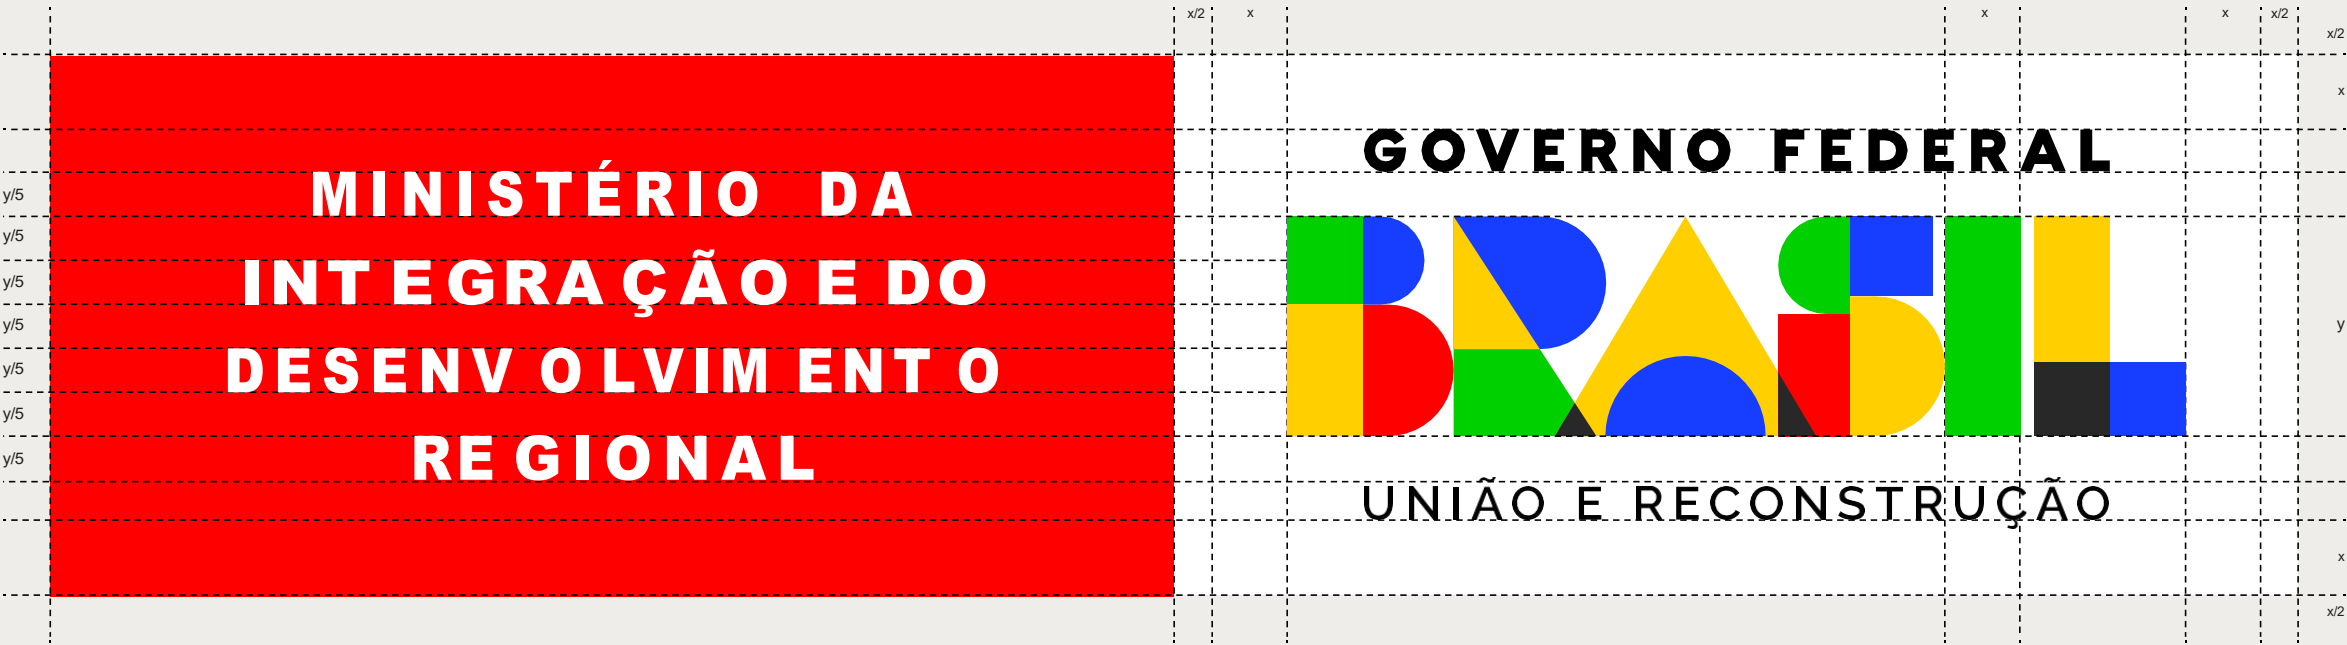 x/2 x x x x/2
x/2
x
GOVERNO FEDERAL
MINISTÉRIO DA
y/5
BRASIL
y/5
INTEGRAÇÃO E DO
y/5
y/5
y
DESENVOLVIMENTO
y/5
y/5
REGIONAL
y/5
UNIÃO E RECONSTRUÇÃO
x
x/2